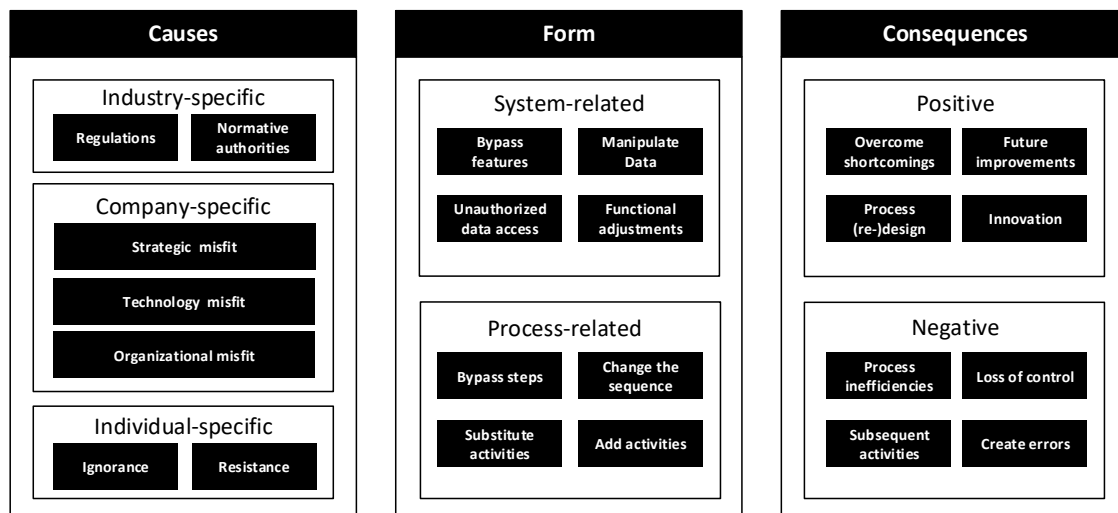 Causes
Industry-specific
Regulations
Normative
authorities
Company-specific
Strategic misfit
Technology misfit
Organizational misfit
Individual-specific
Ignorance
Resistance
Form
System-related
Bypass
features
Manipulate
Data
Unauthorized
data access
Functional
adjustments
Process-related
Bypass steps
Change the
sequence
Substitute
activities
Add activities
Consequences
Positive
Overcome
shortcomings
Future
improvements
Process
(re-)design
Innovation
Negative
Process
inefficiencies
Loss of control
Subsequent
activities
Create errors